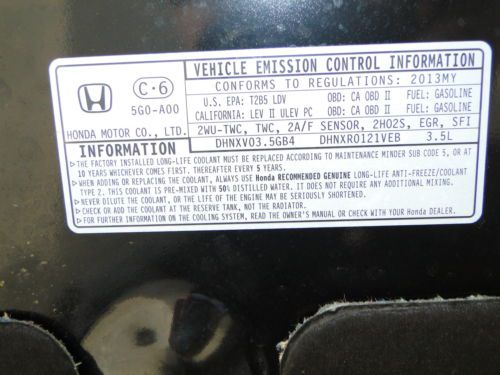 VEHICLE EMISSION CONTROL INFORMATION
C·6
CONFORMS TO REGULATIONS: 2013MY
5G0-A00
U.S. EPA: T2B5 LDV OBD: CA OBD II FUEL: GASOLINE
CALIFORNIA: LEV II ULEV PC OBD: CA OBD II FUEL: GASOLINE
HONDA MOTOR CO., LTD.
2WU-TWC, TWC, 2A/F SENSOR, 2HO2S, EGR, SFI
INFORMATION
DHNXV03.5GB4 DHNXR0121VEB 3.5L
▷THE FACTORY INSTALLED LONG-LIFE COOLANT MUST BE REPLACED ACCORDING TO MAINTENANCE MINDER SUB CODE 5, OR AT
10 YEARS WHICHEVER COMES FIRST. THEREAFTER EVERY 5 YEARS.
▷WHEN ADDING OR REPLACING THE COOLANT, ALWAYS USE Honda RECOMMENDED GENUINE LONG-LIFE ANTI-FREEZE/COOLANT
TYPE 2. THIS COOLANT IS PRE-MIXED WITH 50% DISTILLED WATER. IT DOES NOT REQUIRE ANY ADDITIONAL MIXING.
▷NEVER DILUTE THE COOLANT, OR THE LIFE OF THE ENGINE MAY BE SERIOUSLY SHORTENED.
▷CHECK OR ADD THE COOLANT AT THE RESERVE TANK, NOT THE RADIATOR.
▷FOR FURTHER INFORMATION ON THE COOLING SYSTEM, READ THE OWNER'S MANUAL OR CHECK WITH YOUR Honda DEALER.